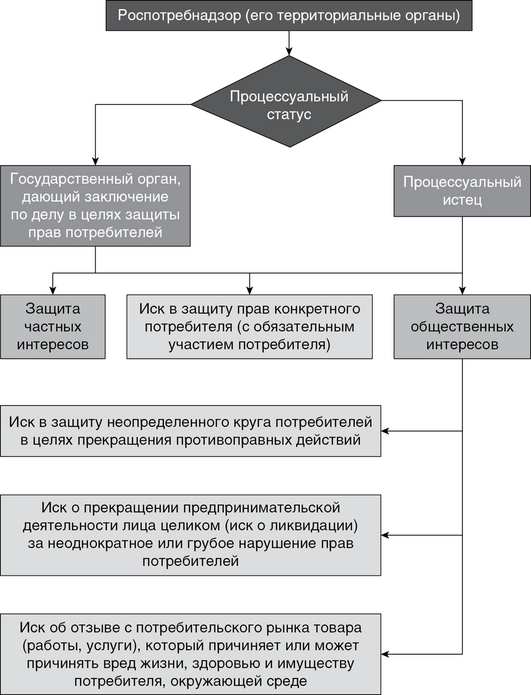 Роспотребнадзор (его территориальные органы)
Процессуальный
статус
Государственный орган,
дающий заключение
по делу в целях защиты
прав потребителей
Процессуальный
истец
Защита
частных
интересов
Иск в защиту прав конкретного
потребителя (с обязательным
участием потребителя)
Защита
общественных
интересов
Иск в защиту неопределенного круга потребителей
в целях прекращения противоправных действий
Иск о прекращении предпринимательской
деятельности лица целиком (иск о ликвидации)
за неоднократное или грубое нарушение прав
потребителей
Иск об отзыве с потребительского рынка товара
(работы, услуги), который причиняет или может
причинять вред жизни, здоровью и имуществу
потребителя, окружающей среде